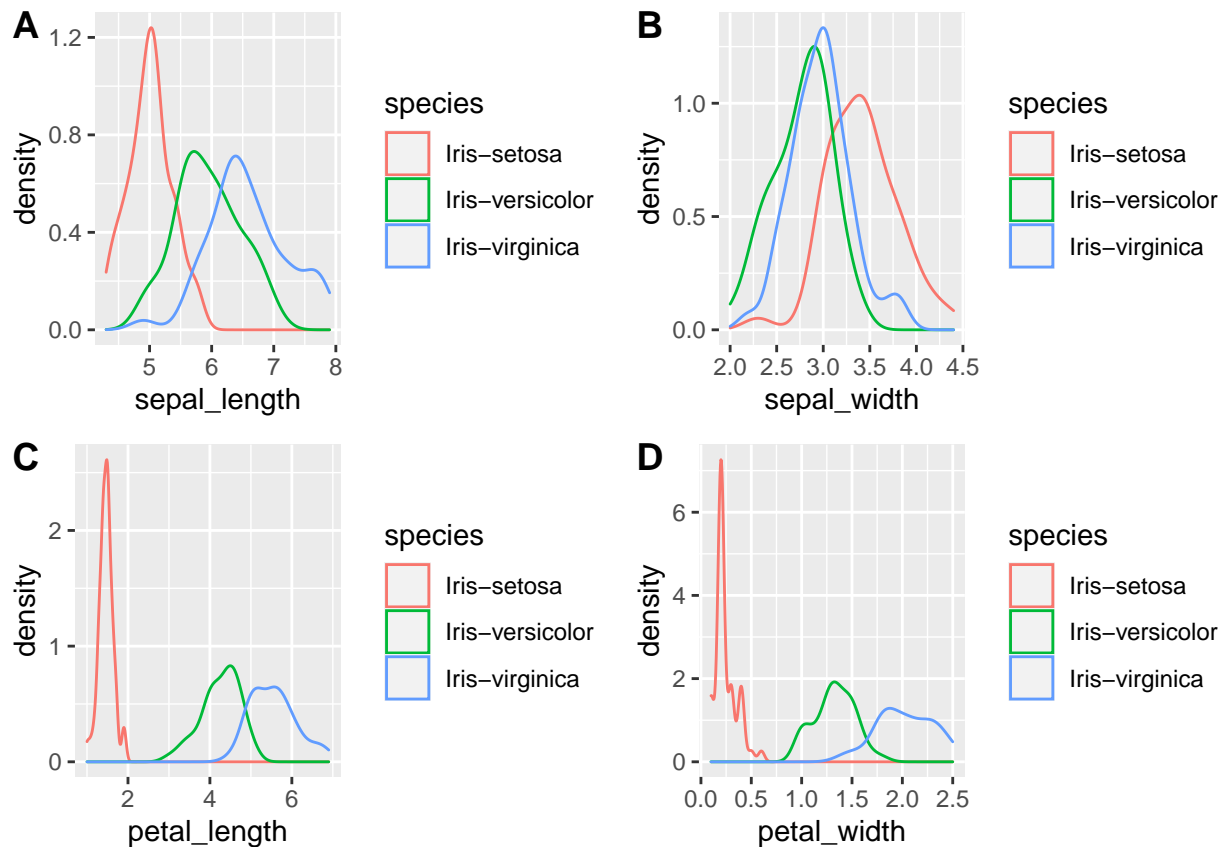 A
density
1.2
0.8
0.4
0.0
5 6 7 8
sepal_length
species
Iris−setosa
Iris−versicolor
Iris−virginica
B
density
1.0
0.5
0.0
2.0 2.5 3.0 3.5 4.0 4.5
sepal_width
species
Iris−setosa
Iris−versicolor
Iris−virginica
C
density
2
1
0
2 4 6
petal_length
species
Iris−setosa
Iris−versicolor
Iris−virginica
D
density
6
4
2
0
0.0 0.5 1.0 1.5 2.0 2.5
petal_width
species
Iris−setosa
Iris−versicolor
Iris−virginica